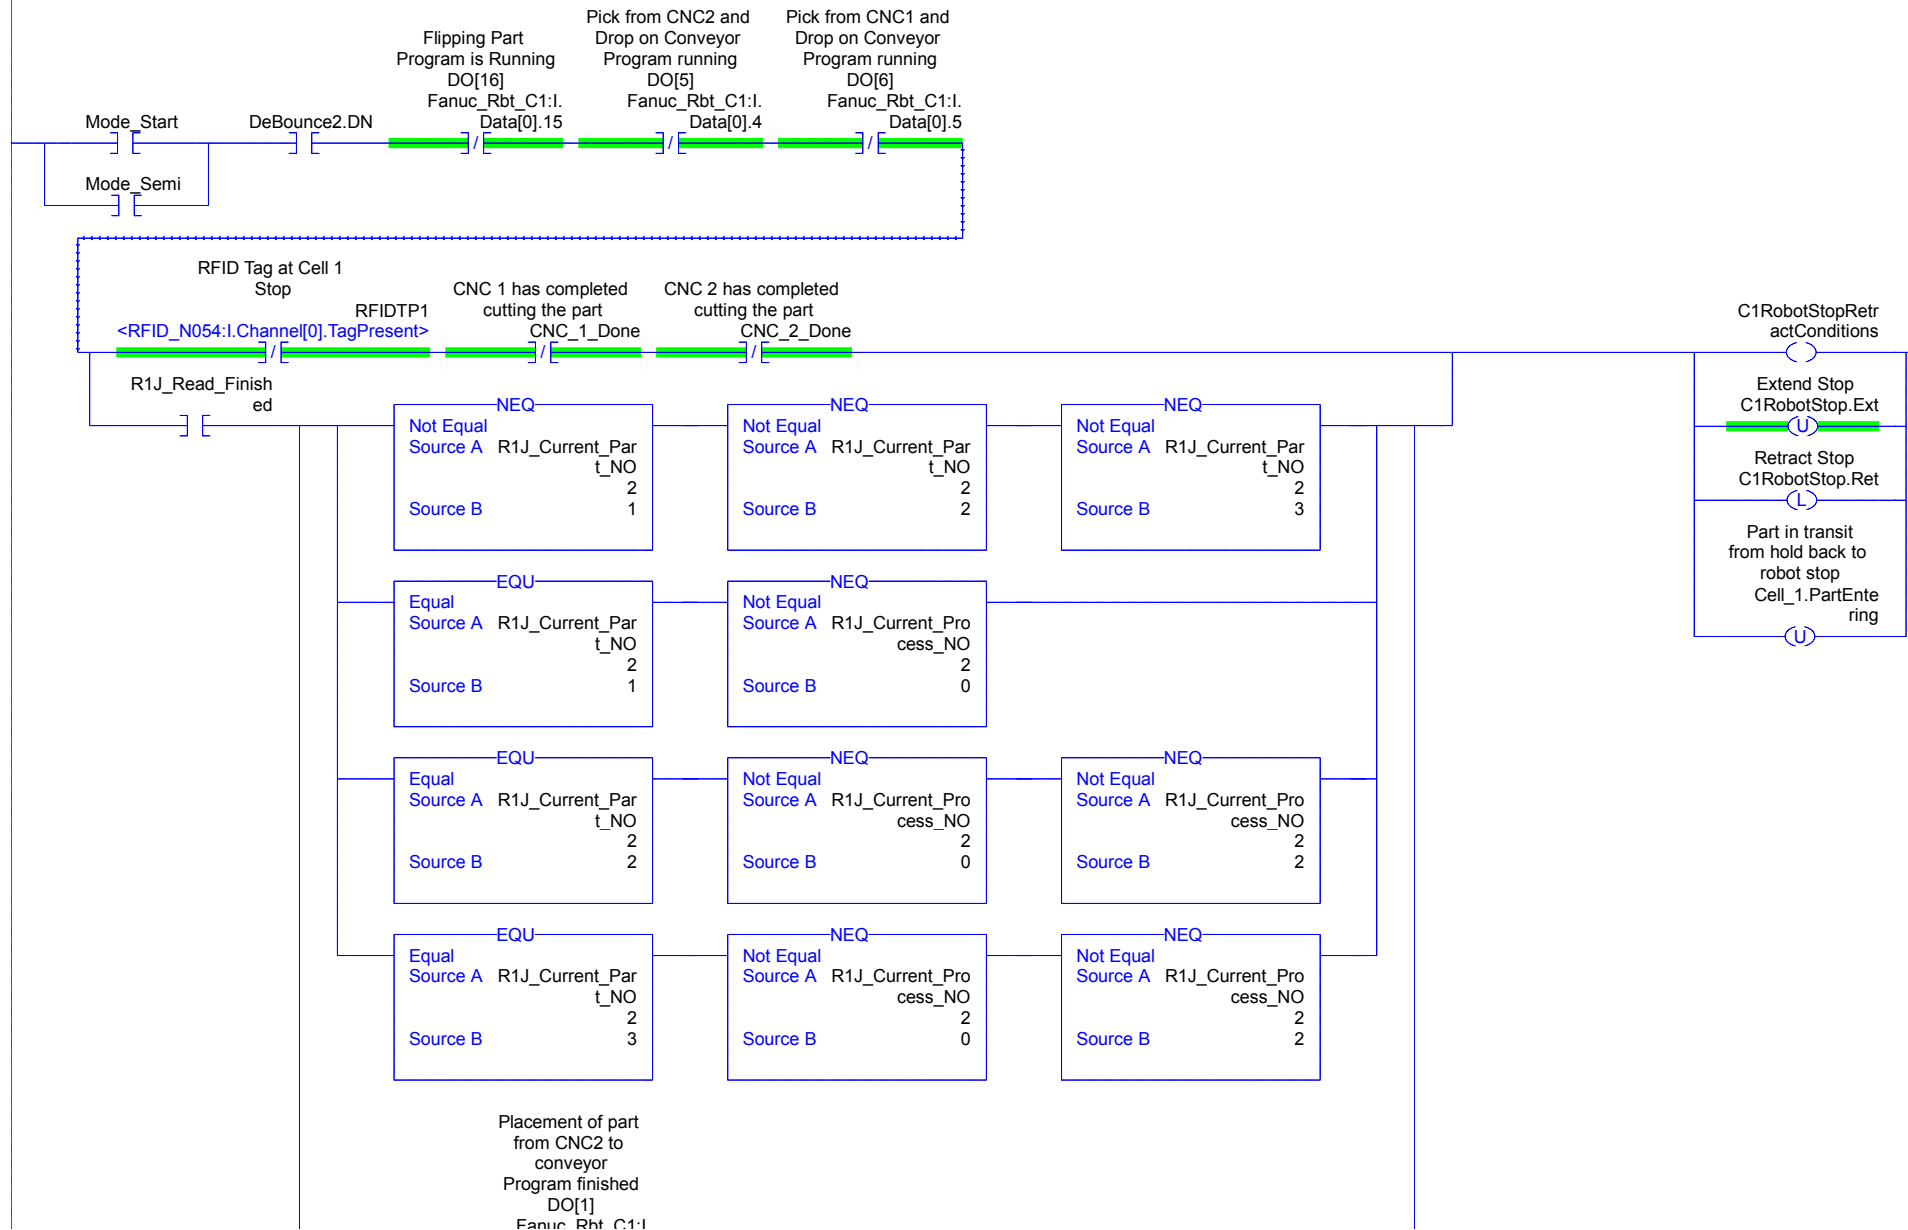 Flipping Part
Program is Running
DO[16]
Fanuc_Rbt_C1:I.
Data[0].15
Pick from CNC2 and
Drop on Conveyor
Program running
DO[5]
Fanuc_Rbt_C1:I.
Data[0].4
Pick from CNC1 and
Drop on Conveyor
Program running
DO[6]
Fanuc_Rbt_C1:I.
Data[0].5
Mode_Start
DeBounce2.DN
Mode_Semi
RFID Tag at Cell 1
Stop
RFIDTP1
<RFID_N054:I.Channel[0].TagPresent>
CNC 1 has completed
cutting the part
CNC_1_Done
CNC 2 has completed
cutting the part
CNC_2_Done
C1RobotStopRetr
actConditions
Extend Stop
C1RobotStop.Ext
U
Retract Stop
C1RobotStop.Ret
L
Part in transit
from hold back to
robot stop
Cell_1.PartEnte
ring
U
R1J_Read_Finish
ed
NEQ
Not Equal
Source A R1J_Current_Par
t_NO
2
Source B 1
NEQ
Not Equal
Source A R1J_Current_Par
t_NO
2
Source B 2
NEQ
Not Equal
Source A R1J_Current_Par
t_NO
2
Source B 3
EQU
Equal
Source A R1J_Current_Par
t_NO
2
Source B 1
NEQ
Not Equal
Source A R1J_Current_Pro
cess_NO
2
Source B 0
EQU
Equal
Source A R1J_Current_Par
t_NO
2
Source B 2
NEQ
Not Equal
Source A R1J_Current_Pro
cess_NO
2
Source B 0
NEQ
Not Equal
Source A R1J_Current_Pro
cess_NO
2
Source B 2
EQU
Equal
Source A R1J_Current_Par
t_NO
2
Source B 3
NEQ
Not Equal
Source A R1J_Current_Pro
cess_NO
2
Source B 0
NEQ
Not Equal
Source A R1J_Current_Pro
cess_NO
2
Source B 2
Placement of part
from CNC2 to
conveyor
Program finished
DO[1]
Fanuc_Rbt_C1:I